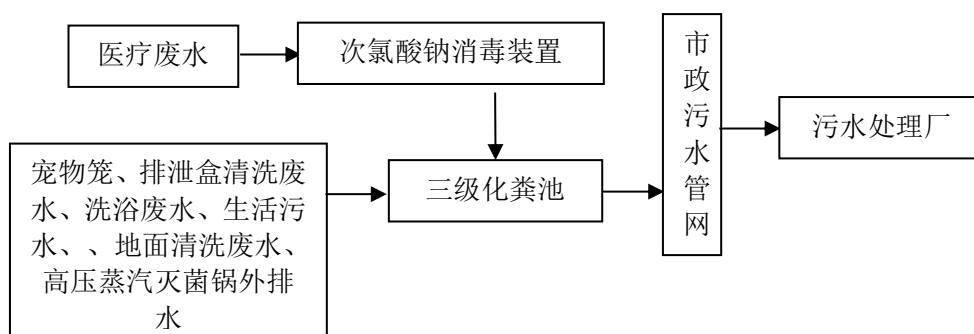 医疗废水
次氯酸钠消毒装置
市政污水管网
污水处理厂
三级化粪池
宠物笼、排泄盒清洗废
水、洗浴废水、生活污
水、、地面清洗废水、
高压蒸汽灭菌锅外排
水